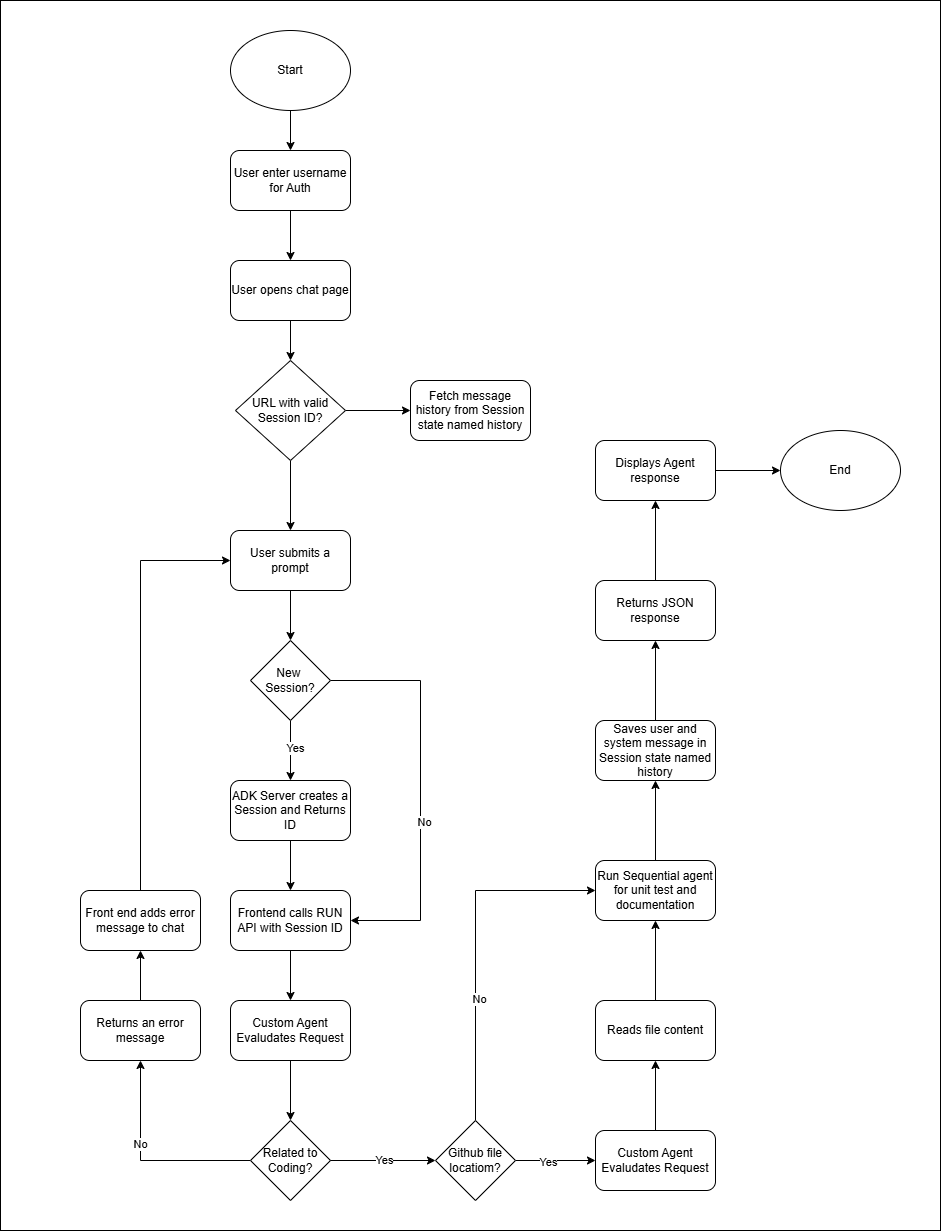 Start
User enter username
for Auth
User opens chat page
URL with valid
Session ID?
Fetch message
history from Session
state named history
User submits a
prompt
New
Session?
Yes
No
ADK Server creates a
Session and Returns
ID
Frontend calls RUN
API with Session ID
Custom Agent
Evaludates Request
Related to
Coding?
No
Returns an error
message
Front end adds error
message to chat
Yes
Github file
locatiom?
No
Yes
Custom Agent
Evaludates Request
Reads file content
Run Sequential agent
for unit test and
documentation
Saves user and
system message in
Session state named
history
Returns JSON
response
Displays Agent
response
End